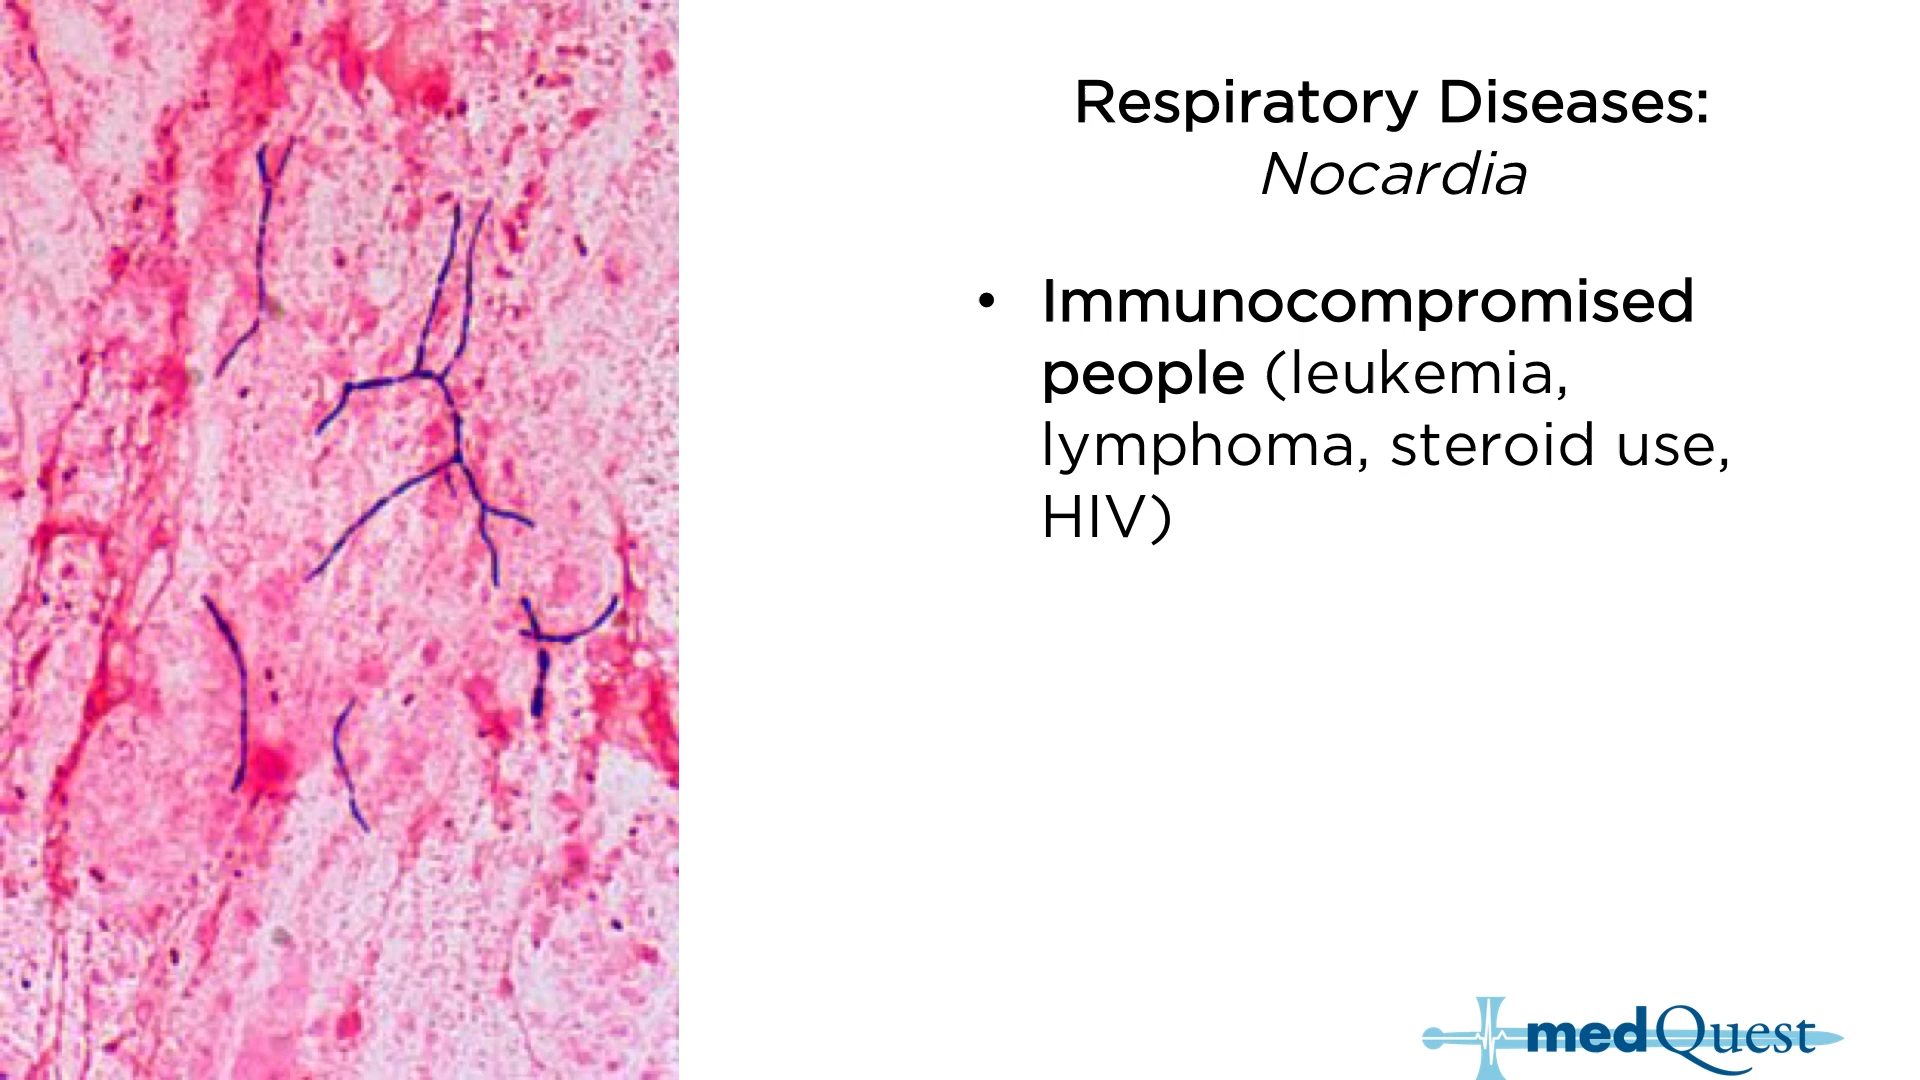 Respiratory Diseases:
Nocardia
• Immunocompromised
people (leukemia,
lymphoma, steroid use,
HIV)
medQuest